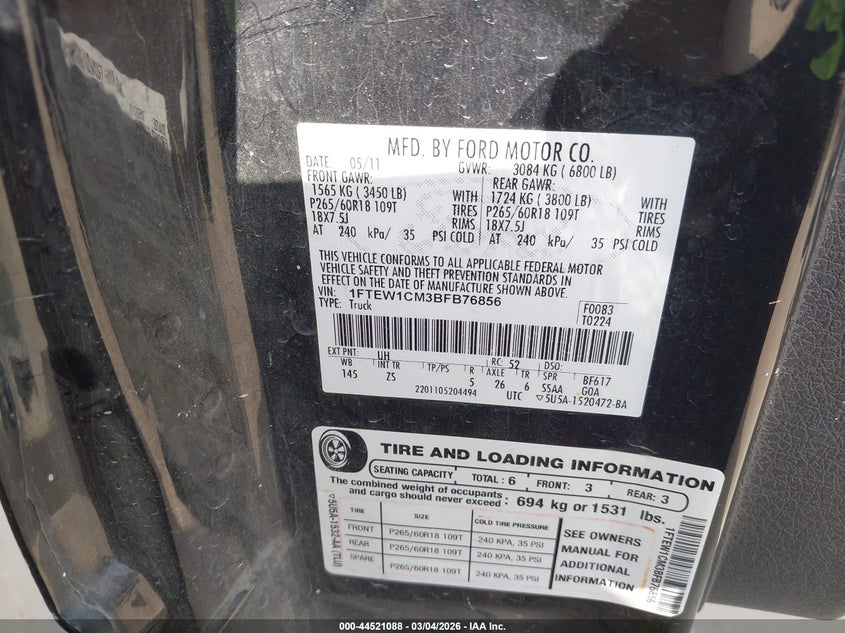 MFD. BY FORD MOTOR CO.
DATE: 05/11 GVWR: 3084 KG ( 6800 LB)
FRONT GAWR: REAR GAWR:
1565 KG ( 3450 LB) WITH 1724 KG ( 3800 LB) WITH
P265/60R18 109T TIRES P265/60R18 109T TIRES
18X7.5J RIMS 18X7.5J RIMS
AT 240 kPa/ 35 PSI COLD AT 240 kPa/ 35 PSI COLD
THIS VEHICLE CONFORMS TO ALL APPLICABLE FEDERAL MOTOR
VEHICLE SAFETY AND THEFT PREVENTION STANDARDS IN
EFFECT ON THE DATE OF MANUFACTURE SHOWN ABOVE.
VIN: 1FTEW1CM3BFB76856
TYPE: Truck
F0083
T0224
EXT PNT: UH RC: 52 DSO:
WB INT TR TP/PS R AXLE TR SPR BF617
145 ZS 5 26 6 SSAA GOA
2201105204494 UTC ▽5U5A-1520472-BA
TIRE AND LOADING INFORMATION
SEATING CAPACITY TOTAL : 6 FRONT: 3 REAR: 3
The combined weight of occupants
and cargo should never exceed : 694 kg or 1531 lbs.
TIRE SIZE COLD TIRE PRESSURE
FRONT P265/60R18 109T 240 KPA, 35 PSI
REAR P265/60R18 109T 240 KPA, 35 PSI
SPARE P265/60R18 109T 240 KPA, 35 PSI
SEE OWNERS
MANUAL FOR
ADDITIONAL
INFORMATION
▽5U5A-1532-AA (TLU)
1FTEW1CM3BFB76856
000-44521088 - 03/04/2026 - IAA Inc.